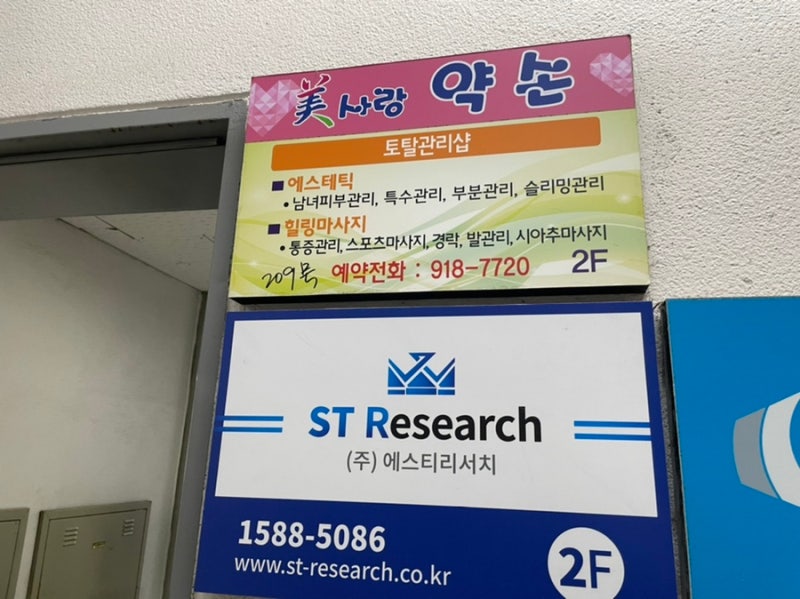 美 사랑 약손
토탈관리샵
■ 에스테틱
• 남녀피부관리, 특수관리, 부분관리, 슬리밍관리
■ 힐링마사지
• 통증관리, 스포츠마사지, 경락, 발관리, 시아추마사지
209호 예약전화 : 918-7720 2F
ST Research
(주) 에스티리서치
1588-5086
www.st-research.co.kr
2F